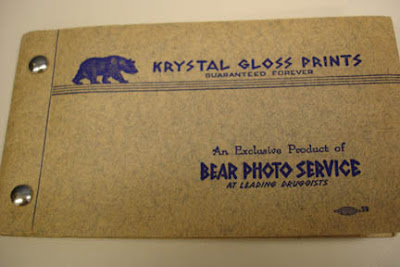 KRYSTAL GLOSS PRINTS
GUARANTEED FOREVER
An Exclusive Product of
BEAR PHOTO SERVICE
AT LEADING DRUGGISTS